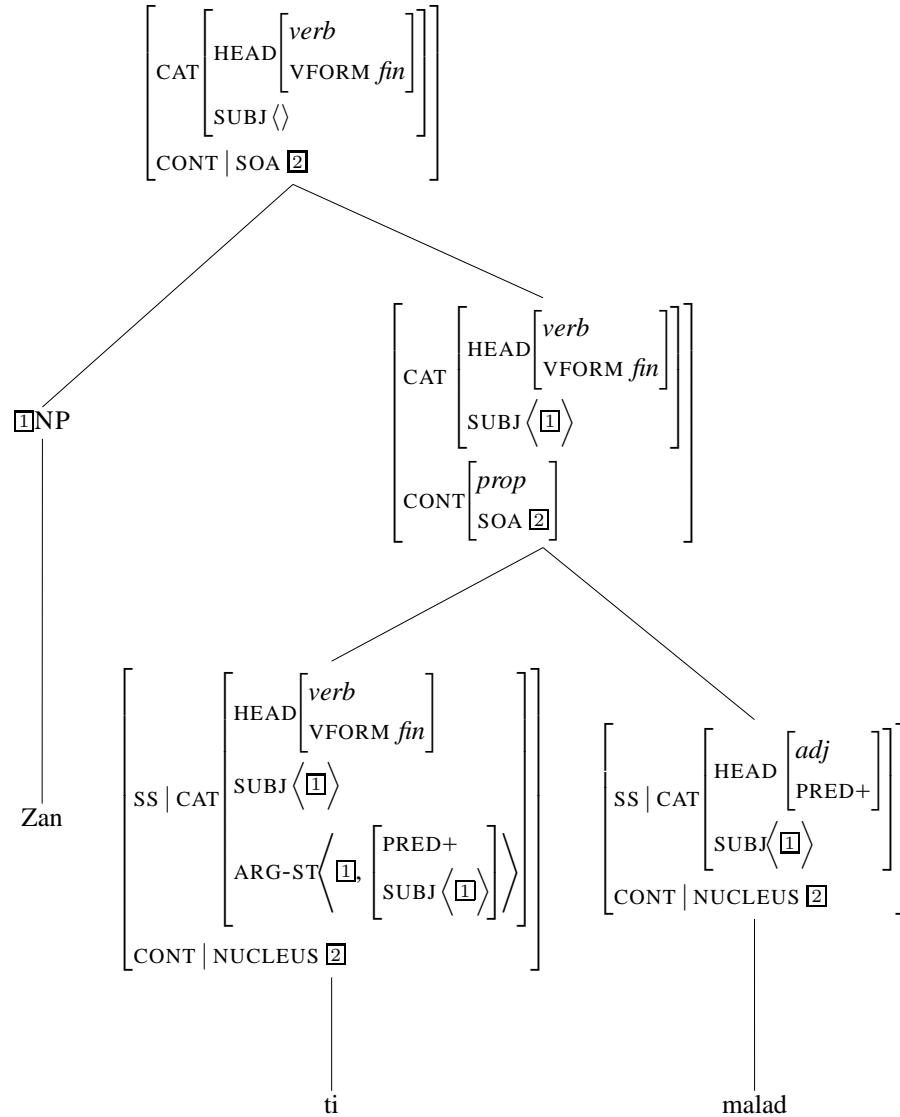 verb
HEAD
VFORM fin
CAT
SUBJ ⟨⟩
CONT | SOA 2
verb
HEAD
VFORM fin
CAT
1NP
SUBJ ⟨1⟩
prop
CONT
SOA 2
verb
HEAD
VFORM fin
adj
HEAD
PRED+
SUBJ ⟨1⟩
SS | CAT
SS | CAT
Zan
PRED+
SUBJ⟨1⟩
ARG-ST⟨1,
SUBJ ⟨1⟩⟩
CONT | NUCLEUS 2
CONT | NUCLEUS 2
ti
malad